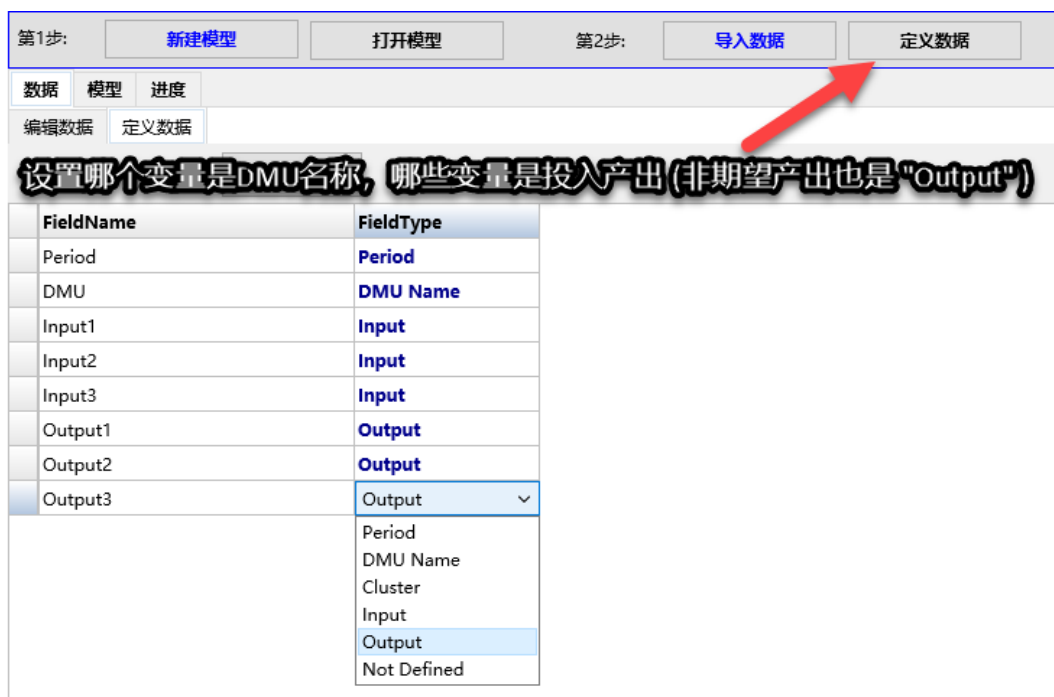 第1步: 新建模型 打开模型 第2步: 导入数据 定义数据
数据 模型 进度
编辑数据 定义数据
设置哪个变量是DMU名称，哪些变量是投入产出(非期望产出也是"Output")
FieldName FieldType
Period Period
DMU DMU Name
Input1 Input
Input2 Input
Input3 Input
Output1 Output
Output2 Output
Output3 Output
Period
DMU Name
Cluster
Input
Output
Not Defined